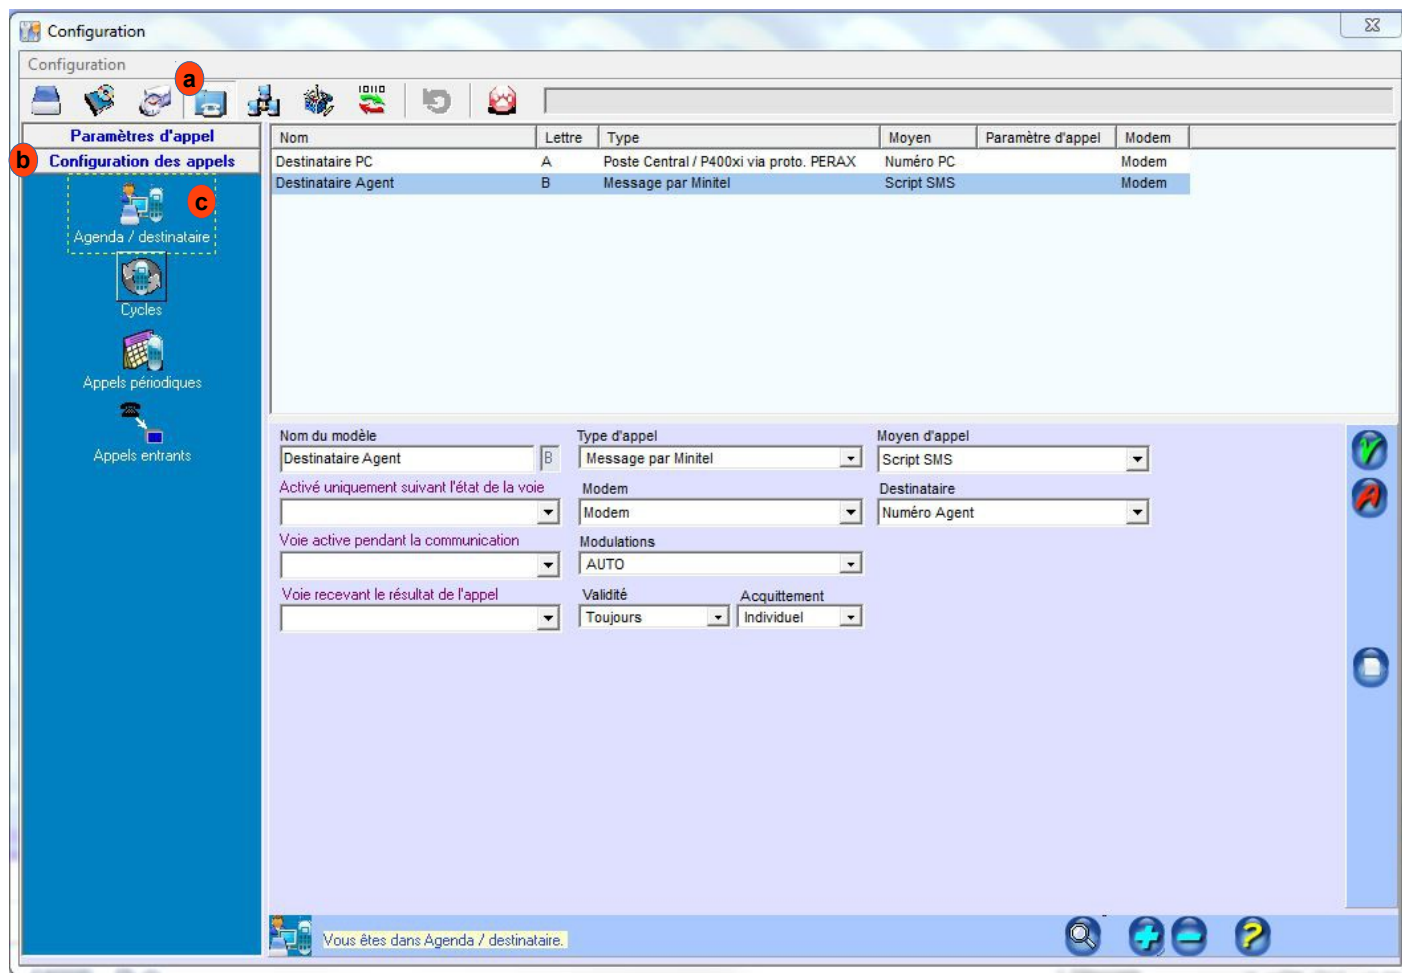 Configuration
Configuration
a
10110
Paramètres d'appel
b Configuration des appels
c
Agenda / destinataire
Cycles
Appels périodiques
Appels entrants
Nom Lettre Type Moyen Paramètre d'appel Modem
Destinataire PC A Poste Central / P400xi via proto. PERAX Numéro PC Modem
Destinataire Agent B Message par Minitel Script SMS Modem
Nom du modèle Type d'appel Moyen d'appel
Destinataire Agent B Message par Minitel Script SMS
Activé uniquement suivant l'état de la voie Modem Destinataire
Modem Numéro Agent
Voie active pendant la communication Modulations
AUTO
Voie recevant le résultat de l'appel Validité Acquittement
Toujours Individuel
Vous êtes dans Agenda / destinataire.